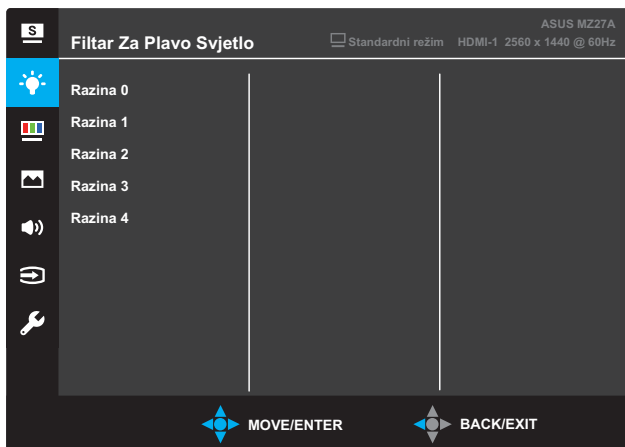 S
ASUS MZ27A
Filtar Za Plavo Svjetlo
Standardni režim HDMI-1 2560 x 1440 @ 60Hz
Razina 0
Razina 1
Razina 2
Razina 3
Razina 4
MOVE/ENTER BACK/EXIT